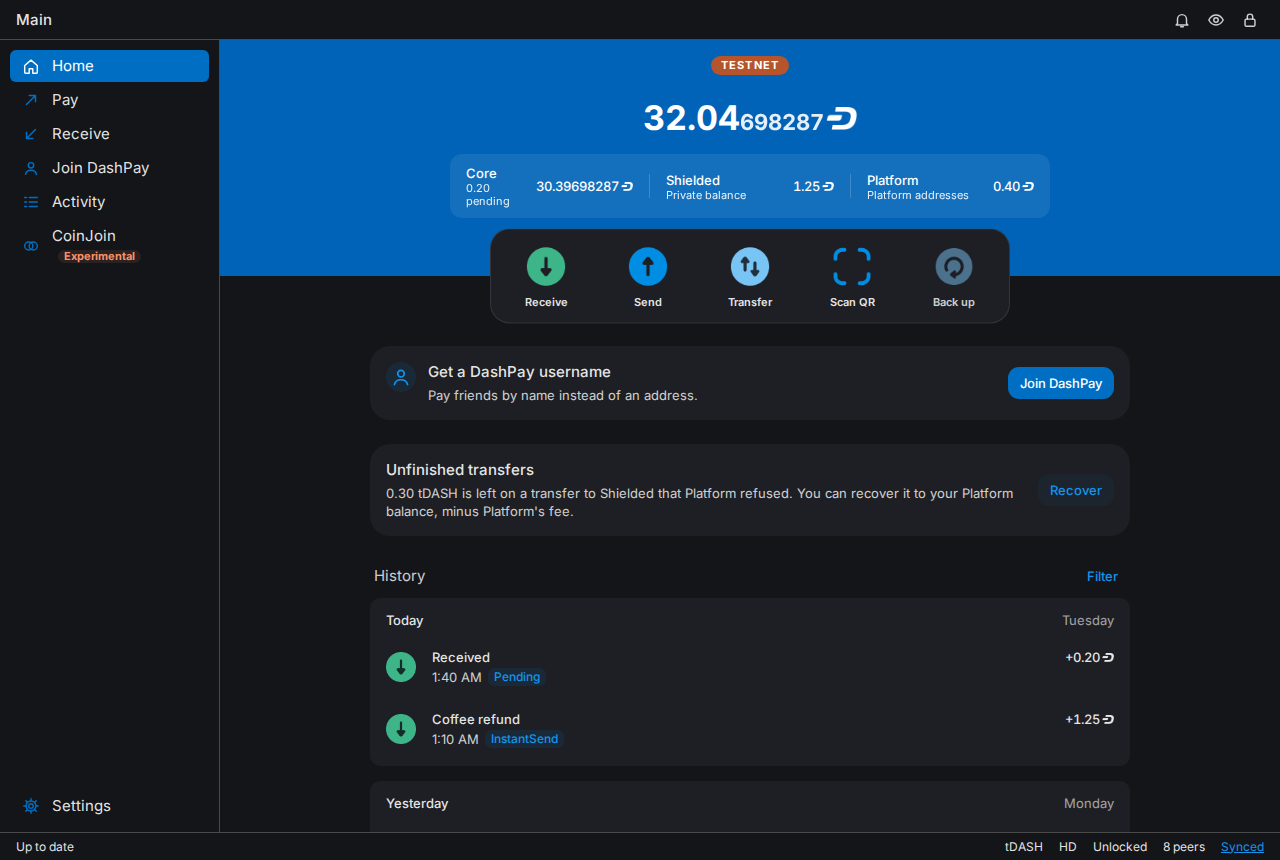 Main
Home
Pay
Receive
Join DashPay
Activity
CoinJoin
Experimental
Settings
TESTNET
32.04698287
Core
0.20 pending
30.39698287
Shielded
Private balance
1.25
Platform
Platform addresses
0.40
Receive
Send
Transfer
Scan QR
Back up
Get a DashPay username
Pay friends by name instead of an address.
Join DashPay
Unfinished transfers
0.30 tDASH is left on a transfer to Shielded that Platform refused. You can recover it to your Platform
balance, minus Platform's fee.
Recover
History
Filter
Today
Tuesday
Received
+0.20
1:40 AM Pending
Coffee refund
+1.25
1:10 AM InstantSend
Yesterday
Monday
Up to date
tDASH HD Unlocked 8 peers Synced